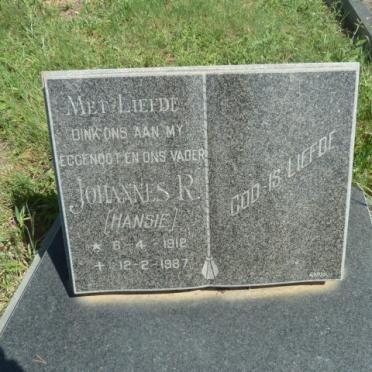 MET LIEFDE
DINK ONS AAN MY
EGGENOOT EN ONS VADER
JOHANNES R.
(HANSIE)
* 6-4-1912
+ 12-2-1987
GOD IS LIEFDE